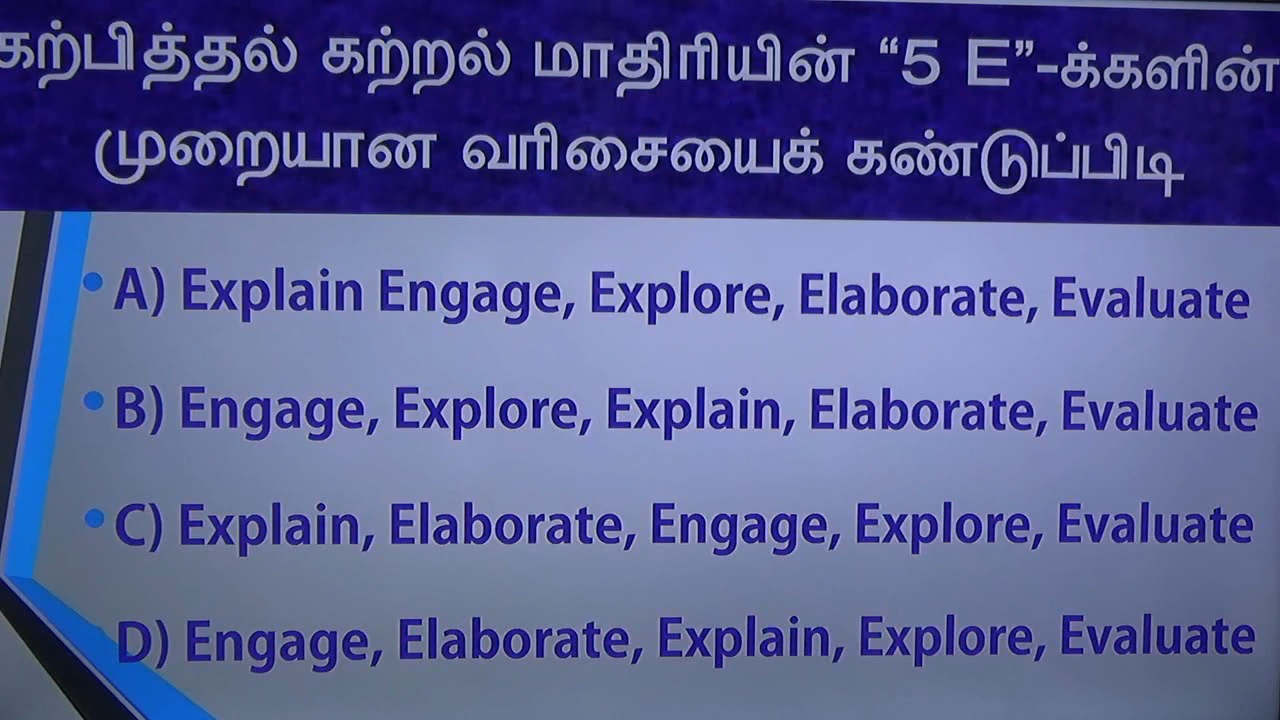 கற்பித்தல் கற்றல் மாதிரியின் “5 E”-க்களின்
முறையான வரிசையைக் கண்டுப்பிடி
• A) Explain Engage, Explore, Elaborate, Evaluate
• B) Engage, Explore, Explain, Elaborate, Evaluate
• C) Explain, Elaborate, Engage, Explore, Evaluate
D) Engage, Elaborate, Explain, Explore, Evaluate